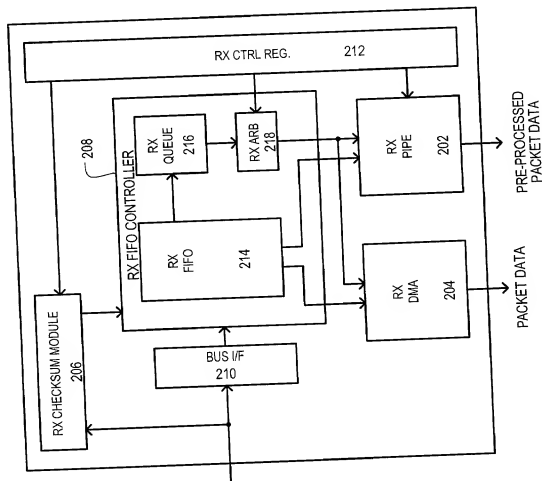 RX CTRL REG. 212
208
RX FIFO CONTROLLER
RX
QUEUE
216
RX ARB
218
RX
PIPE
202
PRE-PROCESSED
PACKET DATA
RX
FIFO
214
RX
DMA
204
PACKET DATA
RX CHECKSUM MODULE
206
BUS I/F
210